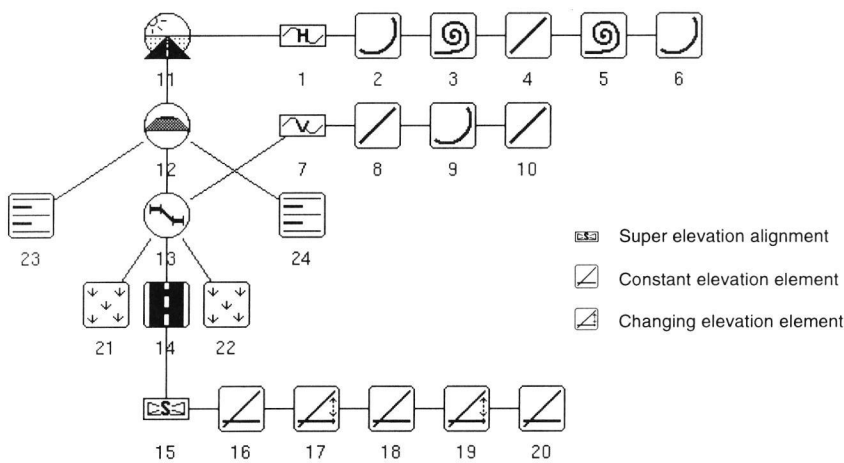 H
11 1 2 3 4 5 6
V
12 7 8 9 10
23 13 24
Super elevation alignment
Constant elevation element
Changing elevation element
21 14 22
S
15 16 17 18 19 20
S